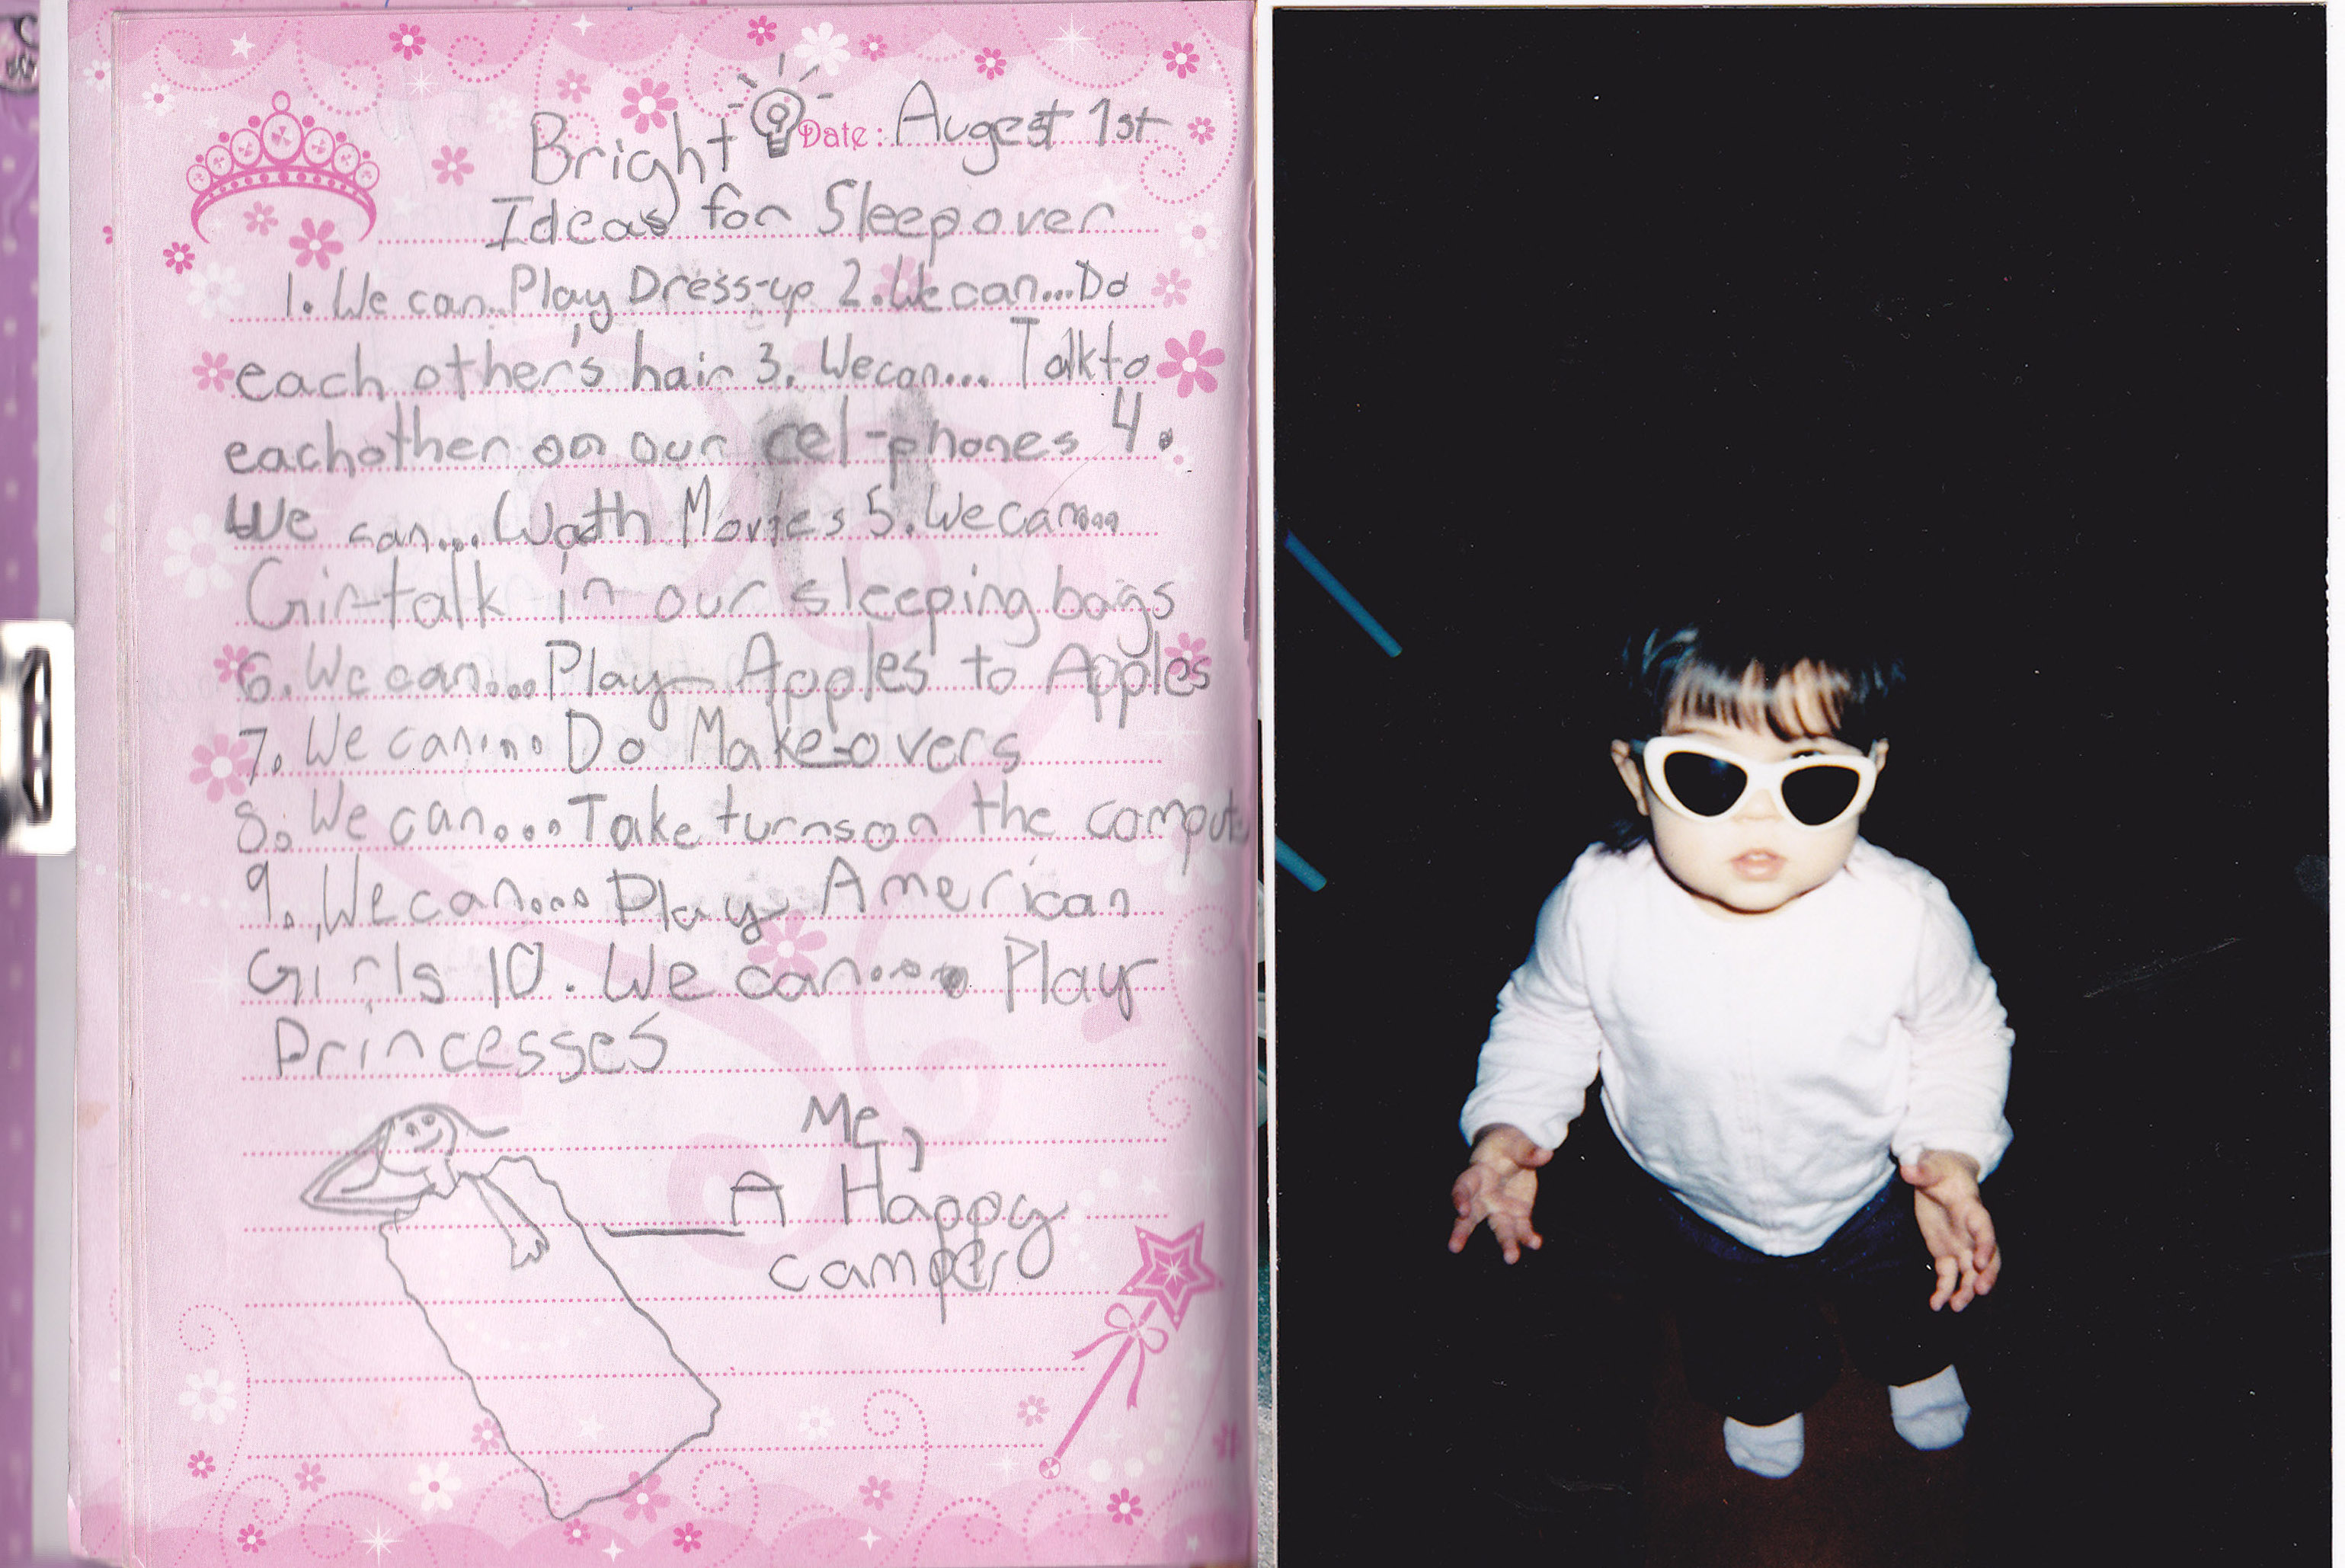 Bright Date: Augest 1st
Ideas for Sleepover
1. We can... Play Dress-up 2. We can... Do
each other's hair 3. We can... Talk to
eachother on our cel-phones 4.
We can... Wath Movies 5. We can....
Girl-talk in our sleeping bags
6. We can.... Play Apples to Apples
7. We can.... Do Make-overs
8. We can.... Take turns on the compute
9. We can.... Play American
Girls 10. We can.... Play
Princesses
Me,
A Happy
camper